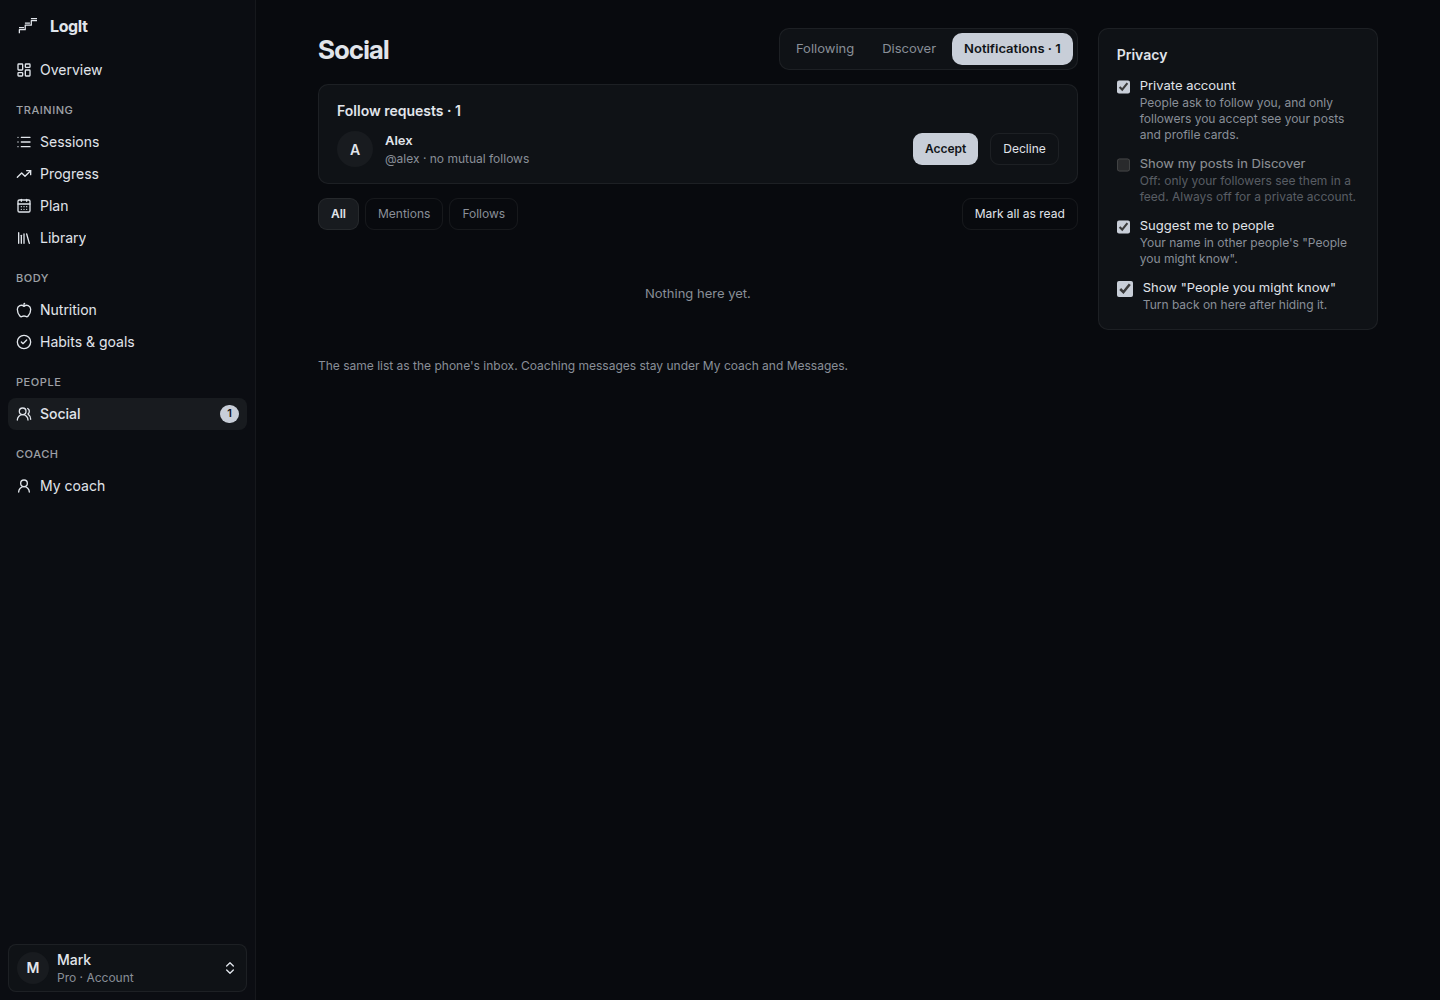 LogIt
Overview
TRAINING
Sessions
Progress
Plan
Library
BODY
Nutrition
Habits & goals
PEOPLE
Social
1
COACH
My coach
M
Mark
Pro · Account
Social
Following
Discover
Notifications · 1
Follow requests · 1
A
Alex
@alex · no mutual follows
Accept
Decline
All
Mentions
Follows
Mark all as read
Nothing here yet.
The same list as the phone's inbox. Coaching messages stay under My coach and Messages.
Privacy
Private account
People ask to follow you, and only
followers you accept see your posts
and profile cards.
Show my posts in Discover
Off: only your followers see them in a
feed. Always off for a private account.
Suggest me to people
Your name in other people's "People
you might know".
Show "People you might know"
Turn back on here after hiding it.